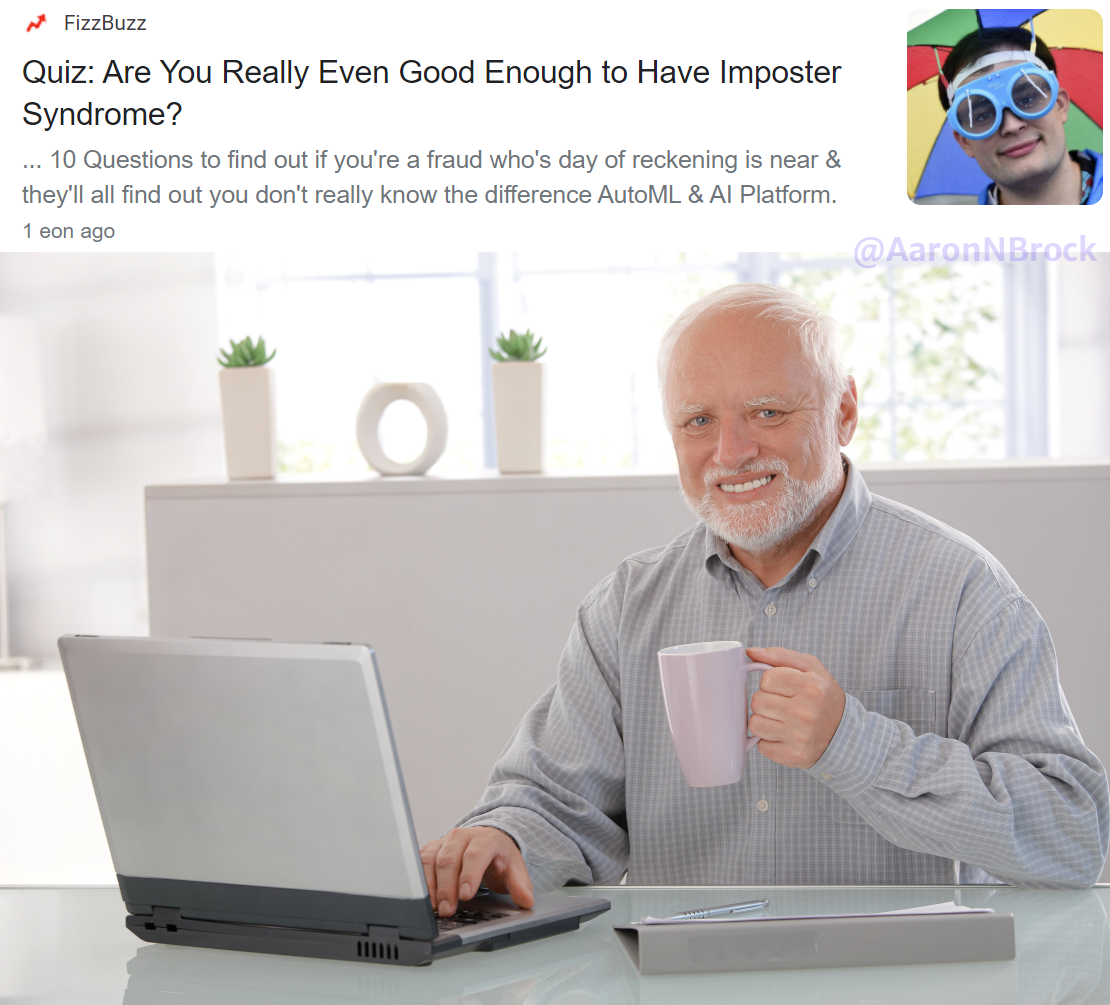 FizzBuzz
Quiz: Are You Really Even Good Enough to Have Imposter
Syndrome?
... 10 Questions to find out if you're a fraud who's day of reckoning is near &
they'll all find out you don't really know the difference AutoML & AI Platform.
1 eon ago
@AaronNBrock